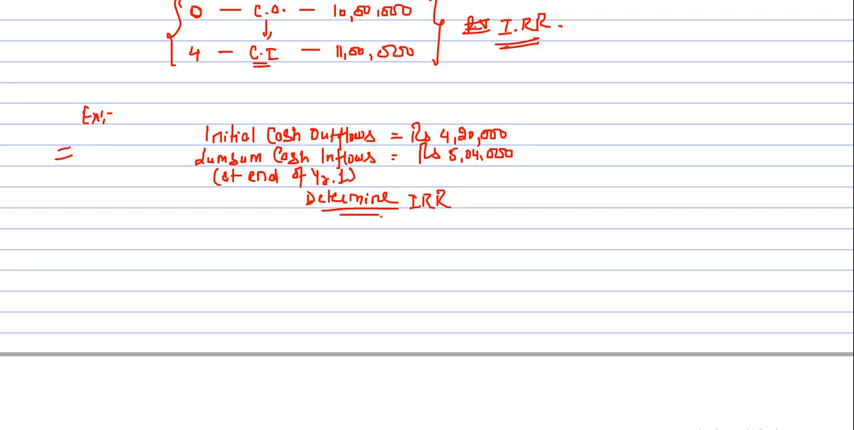 0 — C.O. — 10,00,000
4 — C.I — 11,00,000
I.RR.
Ex:-
= Initial Cash Outflows = Rs 4,20,000
Lumsum Cash Inflows = Rs 5,04,000
(at end of Yr.1)
Determine IRR